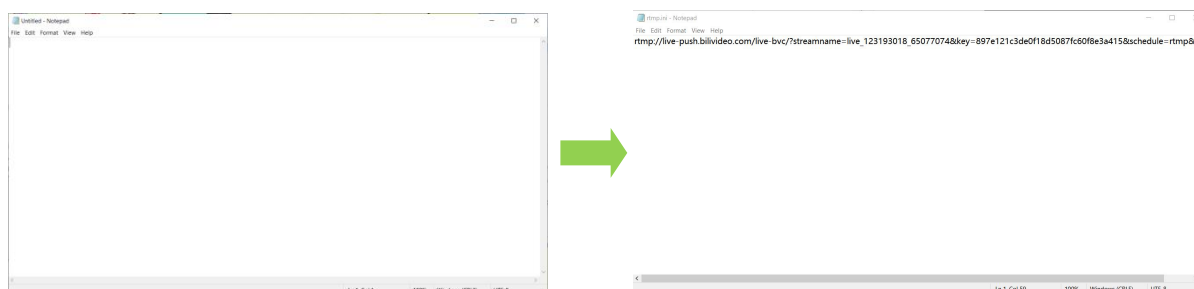 Untitled - Notepad
File Edit Format View Help
rtmp.ini - Notepad
File Edit Format View Help
rtmp://live-push.bilivideo.com/live-bvc/?streamname=live_123193018_65077074&key=897e121c3de0f18d5087fc60f8e3a415&schedule=rtmp&
Ln 1, Col 59 100% Windows (CRLF) UTF-8